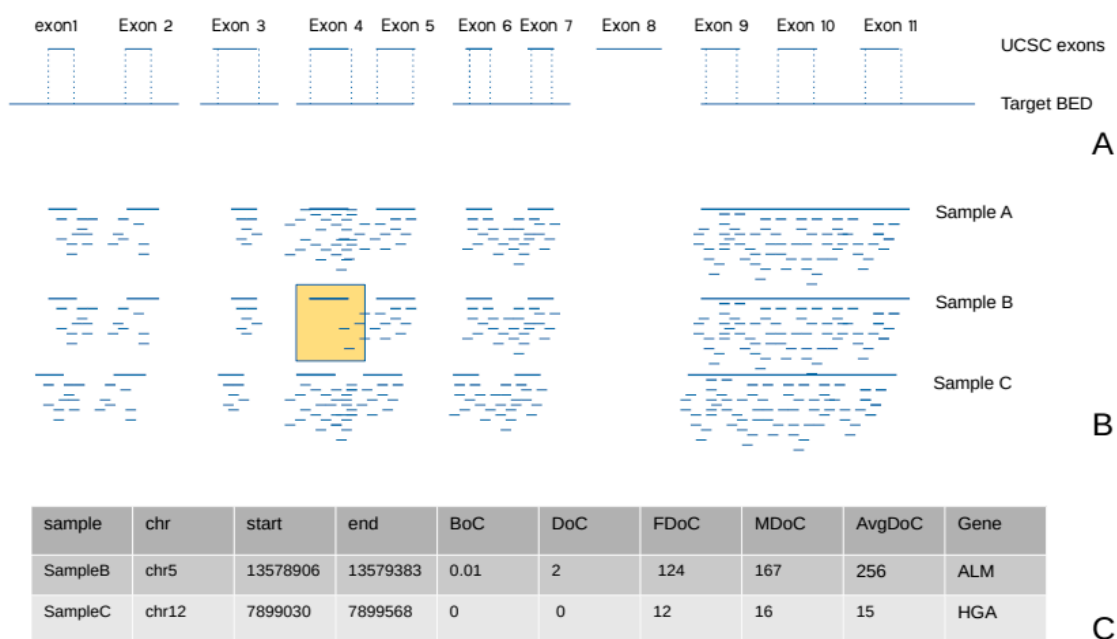 exon1 Exon 2 Exon 3 Exon 4 Exon 5 Exon 6 Exon 7 Exon 8 Exon 9 Exon 10 Exon 11
UCSC exons
Target BED
A
Sample A
Sample B
Sample C
B
sample chr start end BoC DoC FDoC MDoC AvgDoC Gene
SampleB chr5 13578906 13579383 0.01 2 124 167 256 ALM
SampleC chr12 7899030 7899568 0 0 12 16 15 HGA
C